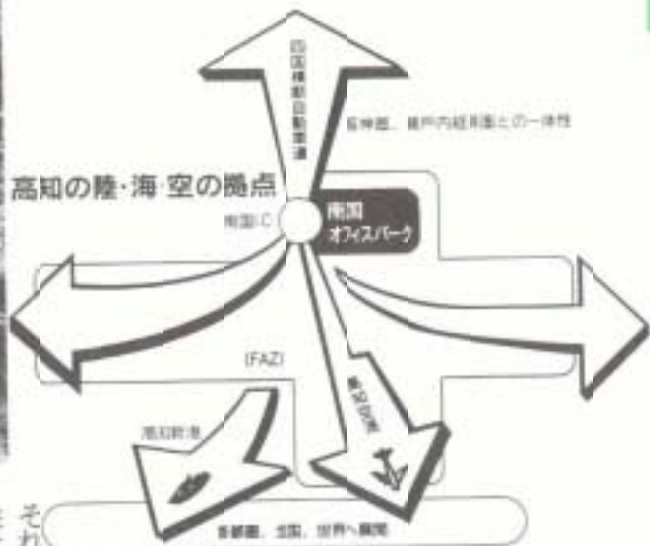 四国横断自動車道
阪神圏、瀬戸内経済圏との一体性
高知の陸・海・空の拠点
南国I.C
南国
オフィスパーク
(FAZ)
高知空港
高知新港
首都圏、全国、世界へ展開
それ